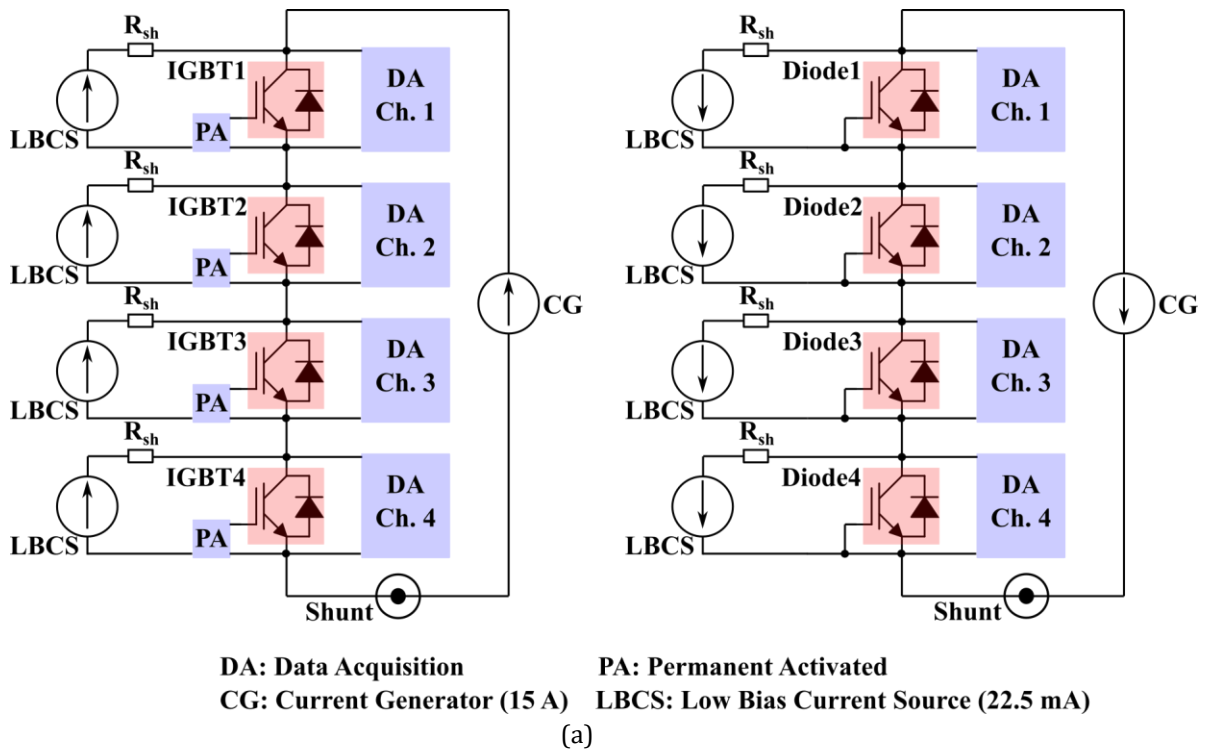 Rsh
IGBT1
DA
Ch. 1
LBCS
PA
Rsh
IGBT2
DA
Ch. 2
LBCS
PA
Rsh
IGBT3
DA
Ch. 3
LBCS
PA
Rsh
IGBT4
DA
Ch. 4
LBCS
PA
CG
Shunt
Rsh
Diode1
DA
Ch. 1
LBCS
Rsh
Diode2
DA
Ch. 2
LBCS
Rsh
Diode3
DA
Ch. 3
LBCS
Rsh
Diode4
DA
Ch. 4
LBCS
CG
Shunt
DA: Data Acquisition PA: Permanent Activated
CG: Current Generator (15 A) LBCS: Low Bias Current Source (22.5 mA)
(a)